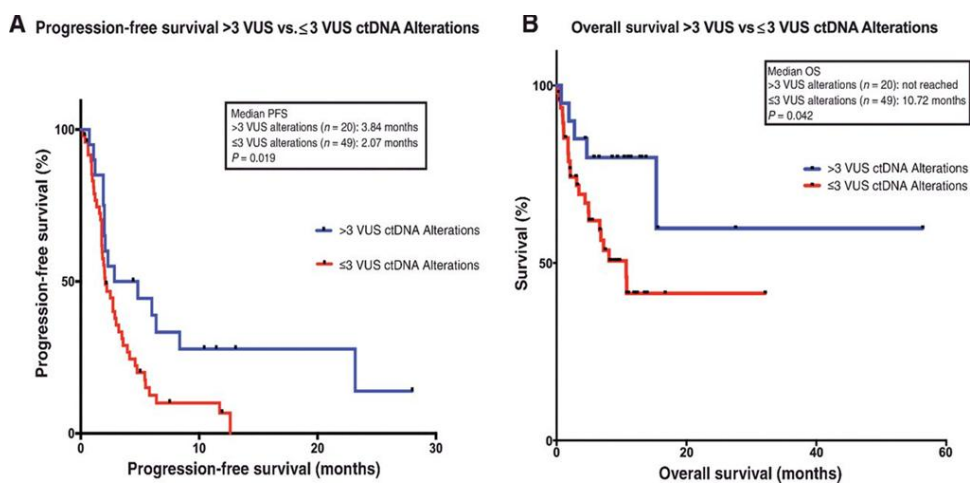 A Progression-free survival >3 VUS vs.≤3 VUS ctDNA Alterations
Median PFS
>3 VUS alterations (n = 20): 3.84 months
≤3 VUS alterations (n = 49): 2.07 months
P = 0.019
>3 VUS ctDNA Alterations
≤3 VUS ctDNA Alterations
Progression-free survival (%)
100
50
0
0 10 20 30
Progression-free survival (months)
B Overall survival >3 VUS vs ≤3 VUS ctDNA Alterations
Median OS
>3 VUS alterations (n = 20): not reached
≤3 VUS alterations (n = 49): 10.72 months
P = 0.042
>3 VUS ctDNA Alterations
≤3 VUS ctDNA Alterations
Survival (%)
100
50
0
0 20 40 60
Overall survival (months)